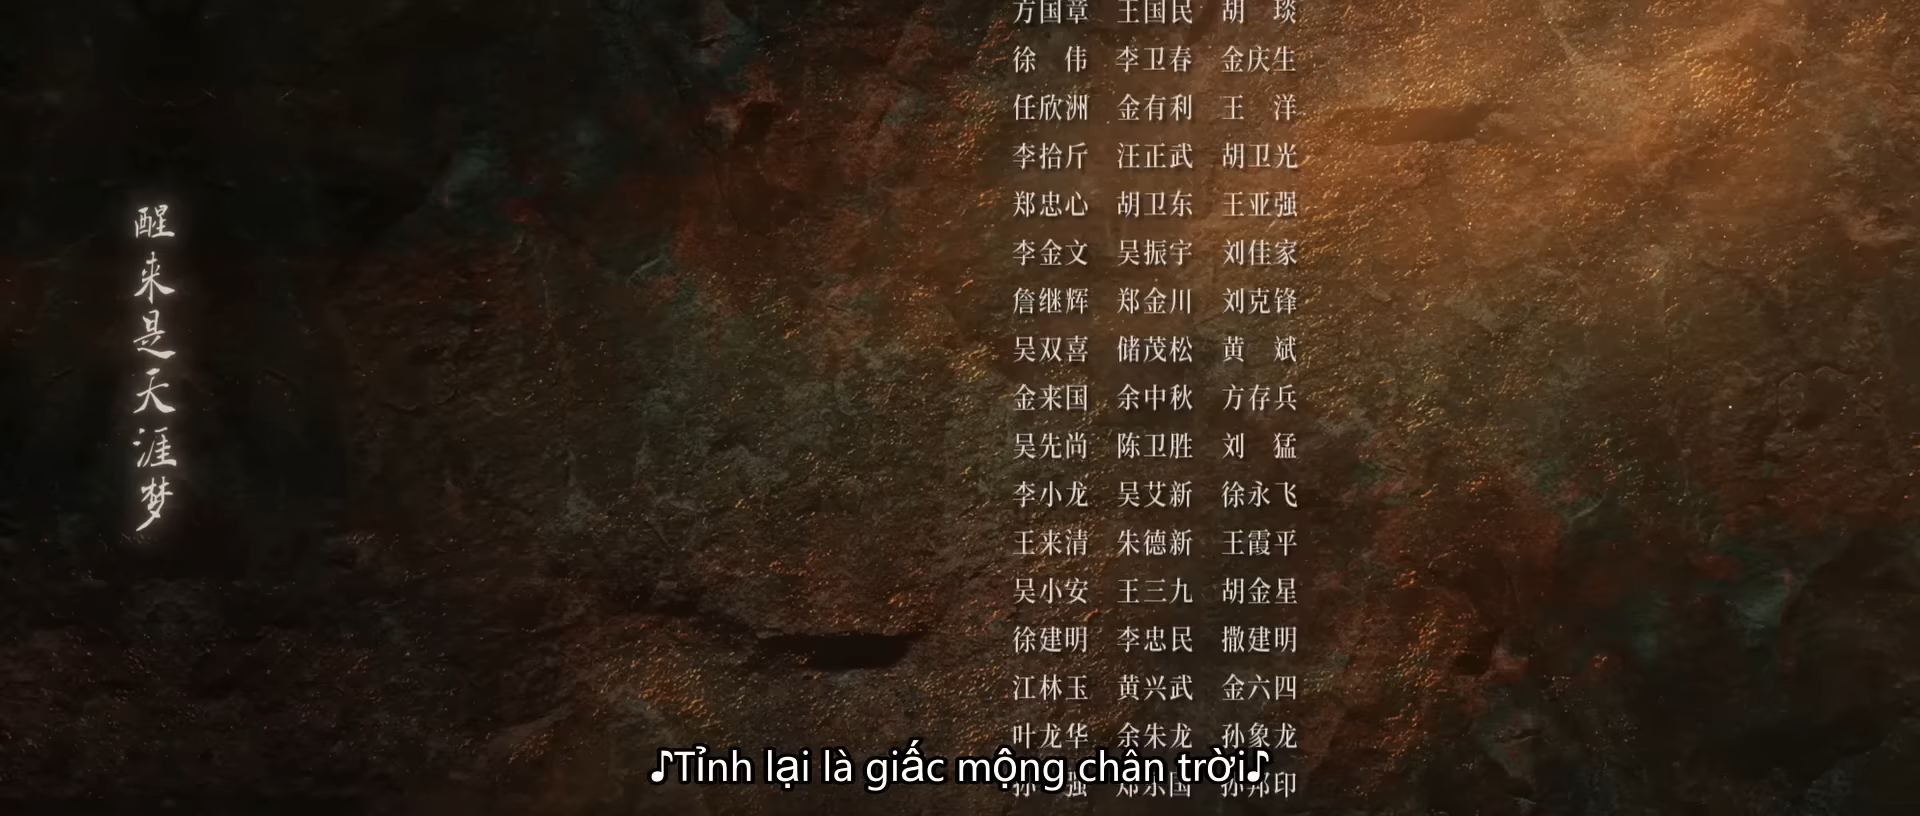 醒来是天涯梦
方国章 王国民 胡 琰
徐 伟 李卫春 金庆生
任欣洲 金有利 王 洋
李拾斤 汪正武 胡卫光
郑忠心 胡卫东 王亚强
李金文 吴振宇 刘佳家
詹继辉 郑金川 刘克锋
吴双喜 储茂松 黄 斌
金来国 余中秋 方存兵
吴先尚 陈卫胜 刘 猛
李小龙 吴艾新 徐永飞
王来清 朱德新 王霞平
吴小安 王三九 胡金星
徐建明 李忠民 撒建明
江林玉 黄兴武 金六四
叶龙华 余朱龙 孙象龙
♪Tỉnh lại là giấc mộng chân trời♪
孙 强 郑乐国 孙邦印